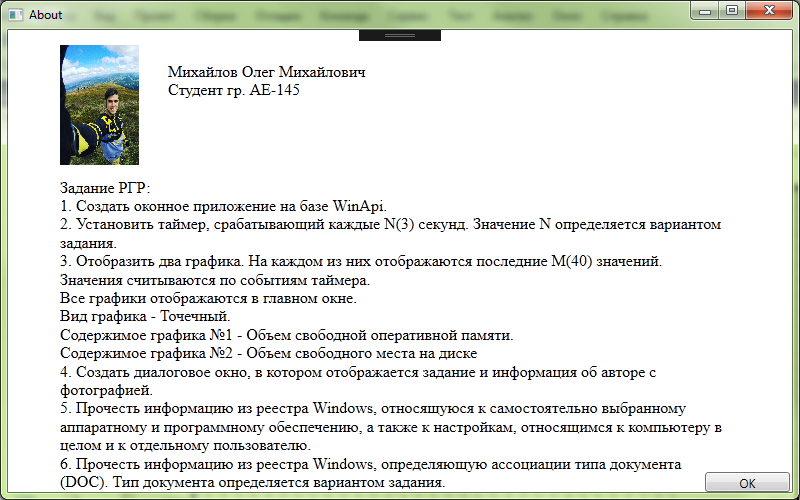 About
Михайлов Олег Михайлович
Студент гр. АЕ-145
Задание РГР:
1. Создать оконное приложение на базе WinApi.
2. Установить таймер, срабатывающий каждые N(3) секунд. Значение N определяется вариантом
задания.
3. Отобразить два графика. На каждом из них отображаются последние M(40) значений.
Значения считываются по событиям таймера.
Все графики отображаются в главном окне.
Вид графика - Точечный.
Содержимое графика №1 - Объем свободной оперативной памяти.
Содержимое графика №2 - Объем свободного места на диске
4. Создать диалоговое окно, в котором отображается задание и информация об авторе с
фотографией.
5. Прочесть информацию из реестра Windows, относящуюся к самостоятельно выбранному
аппаратному и программному обеспечению, а также к настройкам, относящимся к компьютеру в
целом и к отдельному пользователю.
6. Прочесть информацию из реестра Windows, определяющую ассоциации типа документа
(DOC). Тип документа определяется вариантом задания.
OK